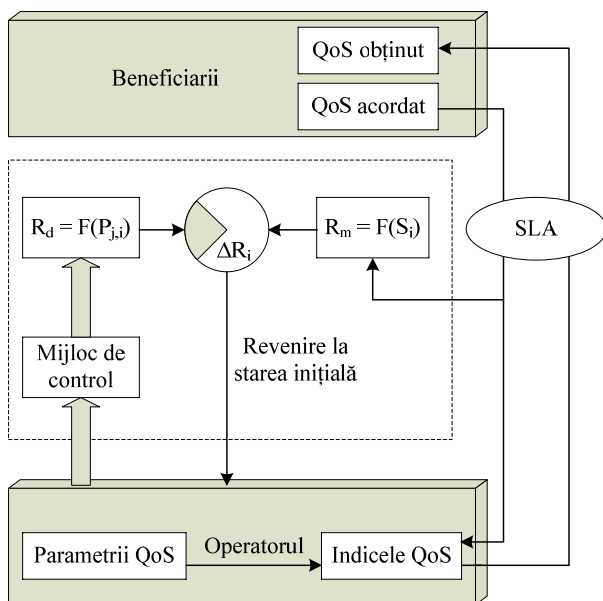 QoS obținut
Beneficiarii
QoS acordat
R_d = F(P_{j,i})
ΔR_i
R_m = F(S_i)
SLA
Mijloc de
control
Revenire la
starea inițială
Parametrii QoS
Operatorul
Indicele QoS